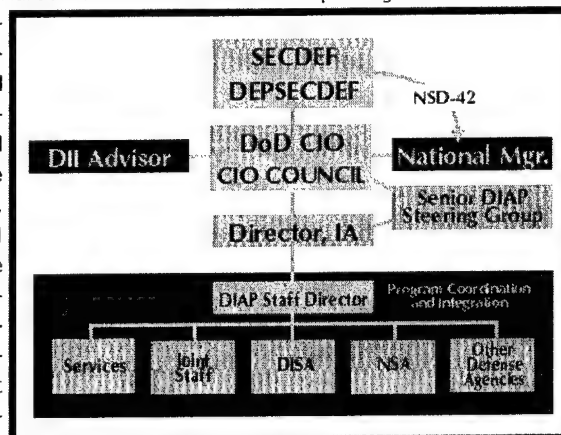 SECDEF
DEPSECDEF
NSD-42
DII Advisor
DoD CIO
CIO COUNCIL
National Mgr.
Senior DIAP
Steering Group
Director, IA
DIAP Staff Director
Program Coordination
and Integration
Services
Joint
Staff
DISA
NSA
Other
Defense
Agencies